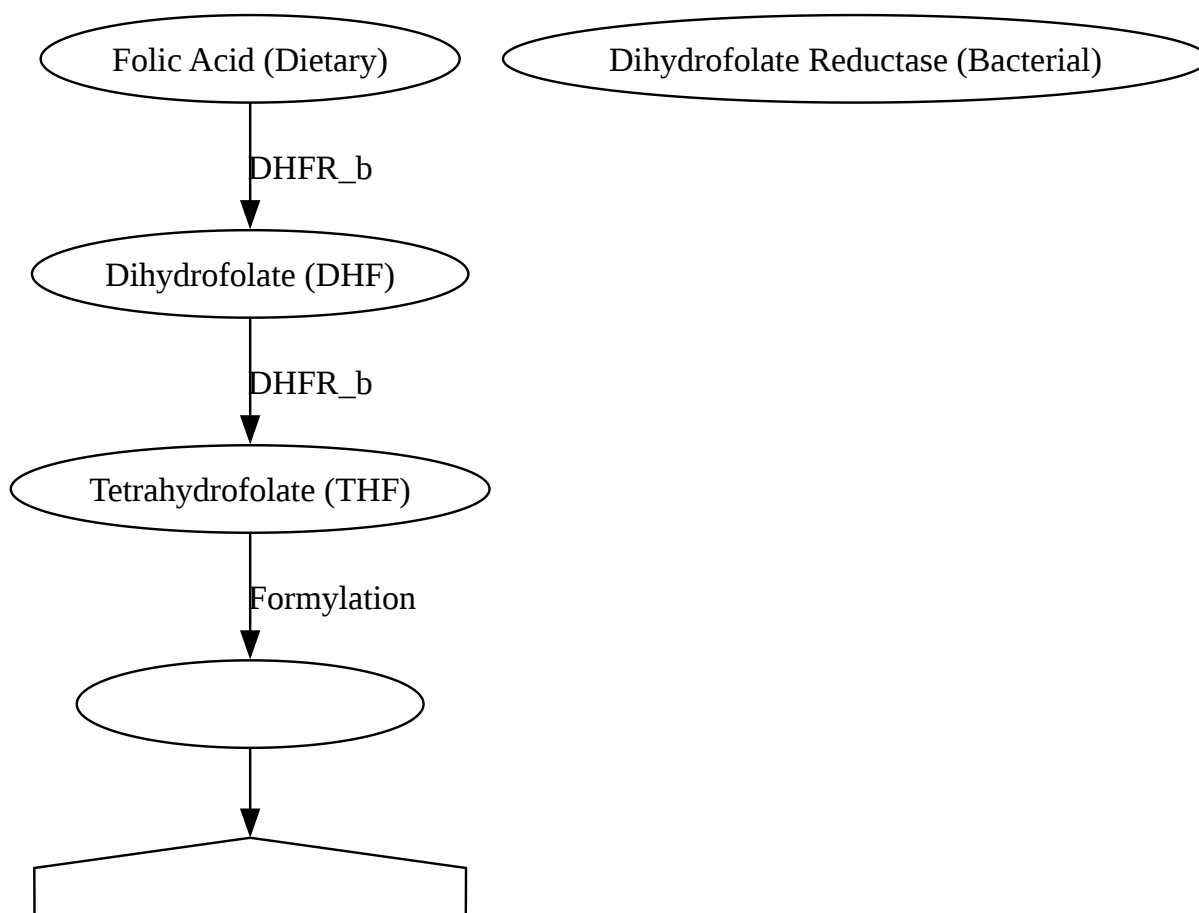 Folic Acid (Dietary)
Dihydrofolate Reductase (Bacterial)
DHFR_b
Dihydrofolate (DHF)
DHFR_b
Tetrahydrofolate (THF)
Formylation